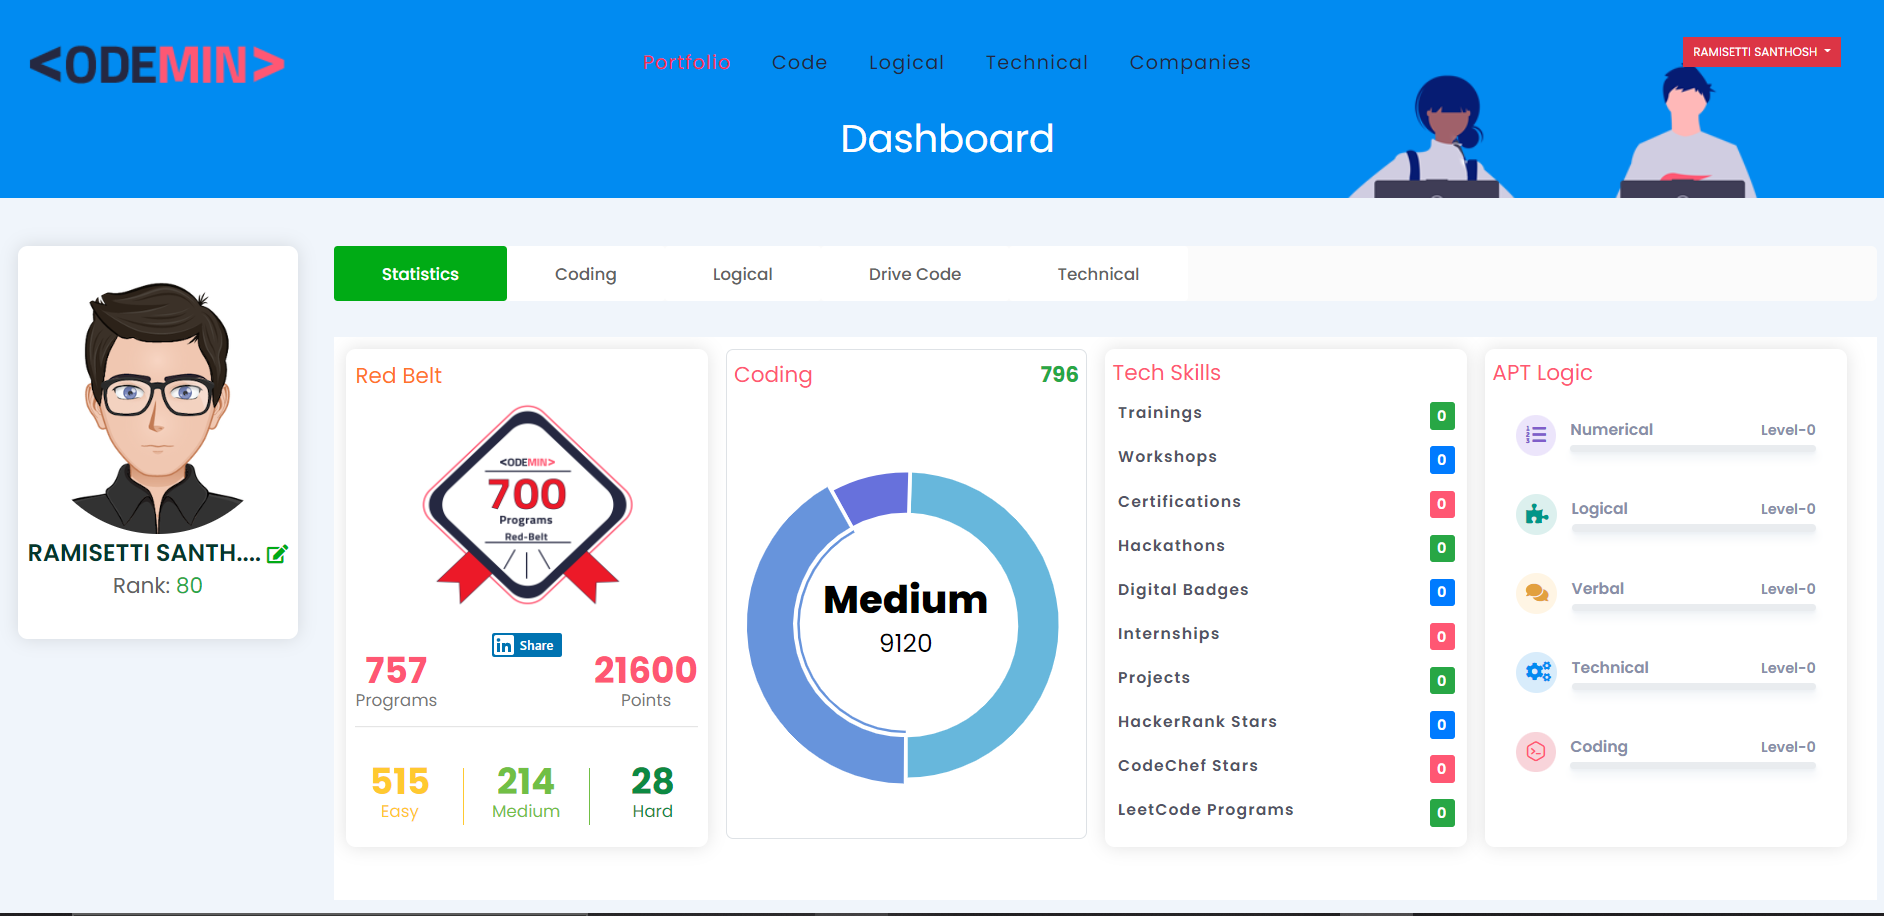 <ODEMIN>
Portfolio Code Logical Technical Companies
RAMISETTI SANTHOSH
Dashboard
RAMISETTI SANTH....
Rank: 80
Statistics Coding Logical Drive Code Technical
Red Belt
<ODEMIN>
700
Programs
Red-Belt
in Share
757
Programs
21600
Points
515
Easy
214
Medium
28
Hard
Coding 796
Medium
9120
Tech Skills
Trainings 0
Workshops 0
Certifications 0
Hackathons 0
Digital Badges 0
Internships 0
Projects 0
HackerRank Stars 0
CodeChef Stars 0
LeetCode Programs 0
APT Logic
Numerical Level-0
Logical Level-0
Verbal Level-0
Technical Level-0
Coding Level-0